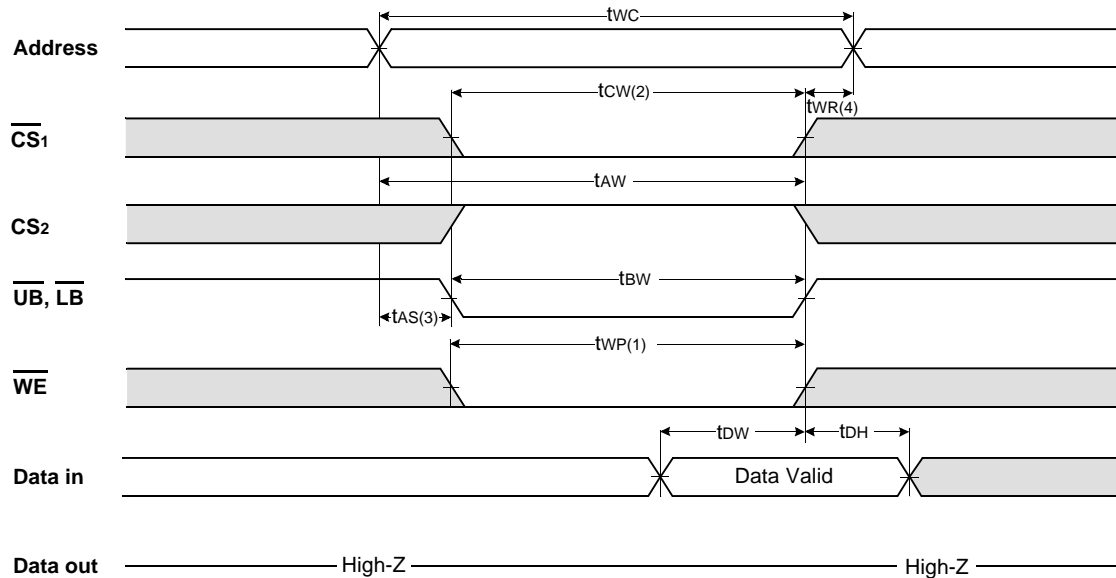 tWC
Address
tCW(2)
tWR(4)
CS1
tAW
CS2
tBW
UB, LB
tAS(3)
tWP(1)
WE
tDW
tDH
Data in
Data Valid
Data out
High-Z
High-Z